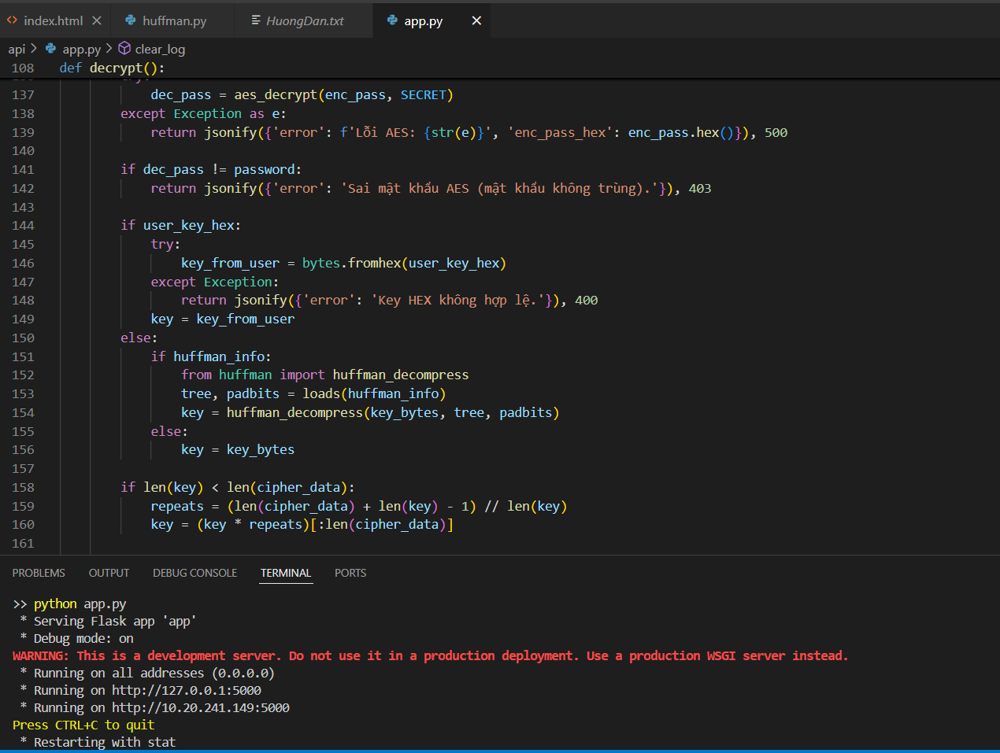 index.html
huffman.py
HuongDan.txt
app.py
api > app.py > clear_log
108 def decrypt():
136 try:
137 dec_pass = aes_decrypt(enc_pass, SECRET)
138 except Exception as e:
139 return jsonify({'error': f'Lỗi AES: {str(e)}', 'enc_pass_hex': enc_pass.hex()}), 500
140
141 if dec_pass != password:
142 return jsonify({'error': 'Sai mật khẩu AES (mật khẩu không trùng).'}), 403
143
144 if user_key_hex:
145 try:
146 key_from_user = bytes.fromhex(user_key_hex)
147 except Exception:
148 return jsonify({'error': 'Key HEX không hợp lệ.'}), 400
149 key = key_from_user
150 else:
151 if huffman_info:
152 from huffman import huffman_decompress
153 tree, padbits = loads(huffman_info)
154 key = huffman_decompress(key_bytes, tree, padbits)
155 else:
156 key = key_bytes
157
158 if len(key) < len(cipher_data):
159 repeats = (len(cipher_data) + len(key) - 1) // len(key)
160 key = (key * repeats)[:len(cipher_data)]
161
PROBLEMS OUTPUT DEBUG CONSOLE TERMINAL PORTS
>> python app.py
* Serving Flask app 'app'
* Debug mode: on
WARNING: This is a development server. Do not use it in a production deployment. Use a production WSGI server instead.
* Running on all addresses (0.0.0.0)
* Running on http://127.0.0.1:5000
* Running on http://10.20.241.149:5000
Press CTRL+C to quit
* Restarting with stat